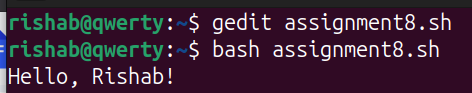 rishab@qwerty:~$ gedit assignment8.sh
rishab@qwerty:~$ bash assignment8.sh
Hello, Rishab!